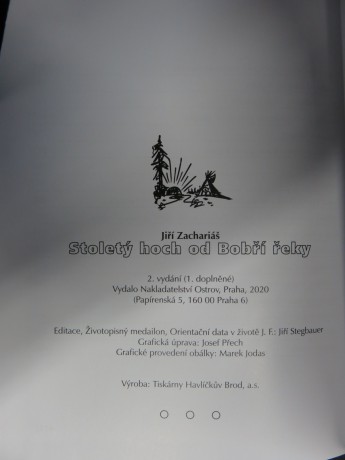 Jiří Zachariáš
Stoletý hoch od Bobří řeky
2. vydání (1. doplněné)
Vydalo Nakladatelství Ostrov, Praha, 2020
(Papírenská 5, 160 00 Praha 6)
Editace, Životopisný medailon, Orientační data v životě J. F.: Jiří Stegbauer
Grafická úprava: Josef Přech
Grafické provedení obálky: Marek Jodas
Výroba: Tiskárny Havlíčkův Brod, a.s.